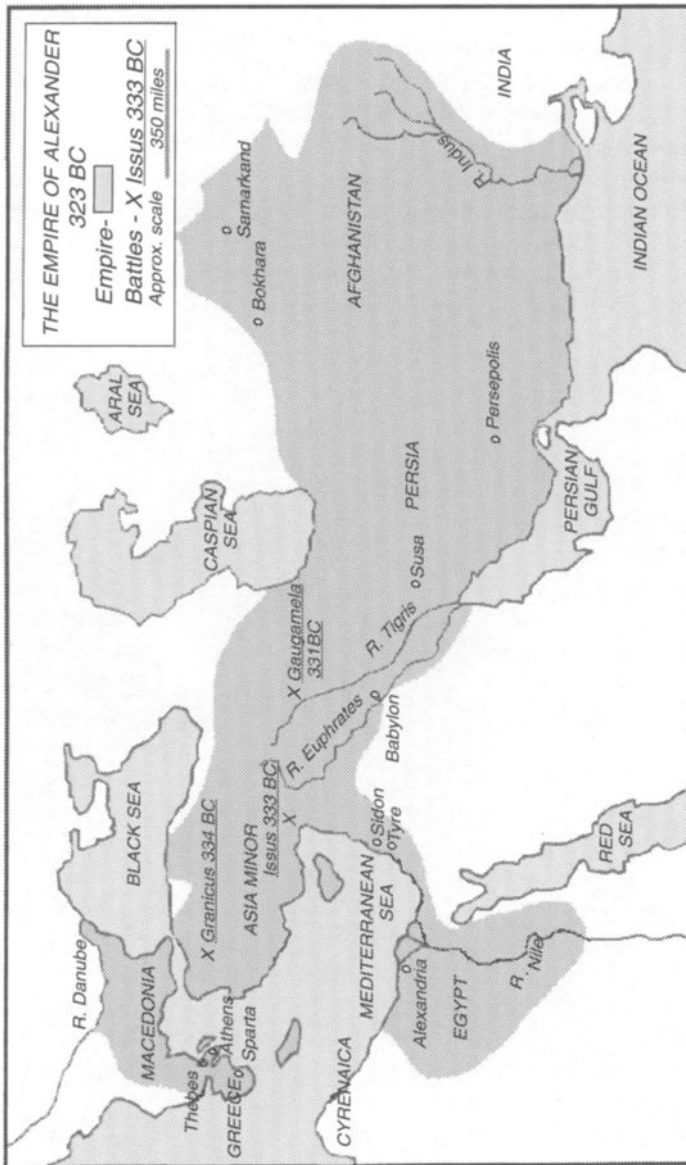 THE EMPIRE OF ALEXANDER
323 BC
Empire-
Battles - X Issus 333 BC
Approx. scale 350 miles
R. Danube
BLACK SEA
CASPIAN
SEA
ARAL
SEA
MACEDONIA
Thebes
Athens
GREECE
Sparta
X Granicus 334 BC
ASIA MINOR
Issus 333 BC
X
X Gaugamela
331BC
Bokhara
Samarkand
R. Tigris
R. Euphrates
Susa
PERSIA
AFGHANISTAN
R. Indus
INDIA
CYRENAICA
MEDITERRANEAN
SEA
Sidon
Tyre
Babylon
Persepolis
Alexandria
EGYPT
R. Nile
RED
SEA
PERSIAN
GULF
INDIAN OCEAN